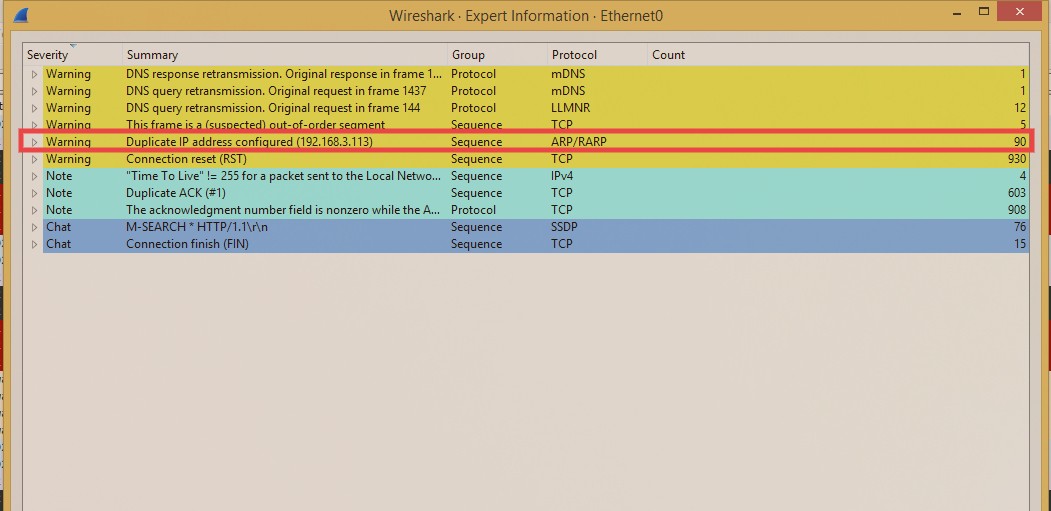 Wireshark · Expert Information · Ethernet0
Severity Summary Group Protocol Count
Warning DNS response retransmission. Original response in frame 1... Protocol mDNS 1
Warning DNS query retransmission. Original request in frame 1437 Protocol mDNS 1
Warning DNS query retransmission. Original request in frame 144 Protocol LLMNR 12
Warning This frame is a (suspected) out-of-order segment Sequence TCP 5
Warning Duplicate IP address configured (192.168.3.113) Sequence ARP/RARP 90
Warning Connection reset (RST) Sequence TCP 930
Note "Time To Live" != 255 for a packet sent to the Local Netwo... Sequence IPv4 4
Note Duplicate ACK (#1) Sequence TCP 603
Note The acknowledgment number field is nonzero while the A... Protocol TCP 908
Chat M-SEARCH * HTTP/1.1\r\n Sequence SSDP 76
Chat Connection finish (FIN) Sequence TCP 15